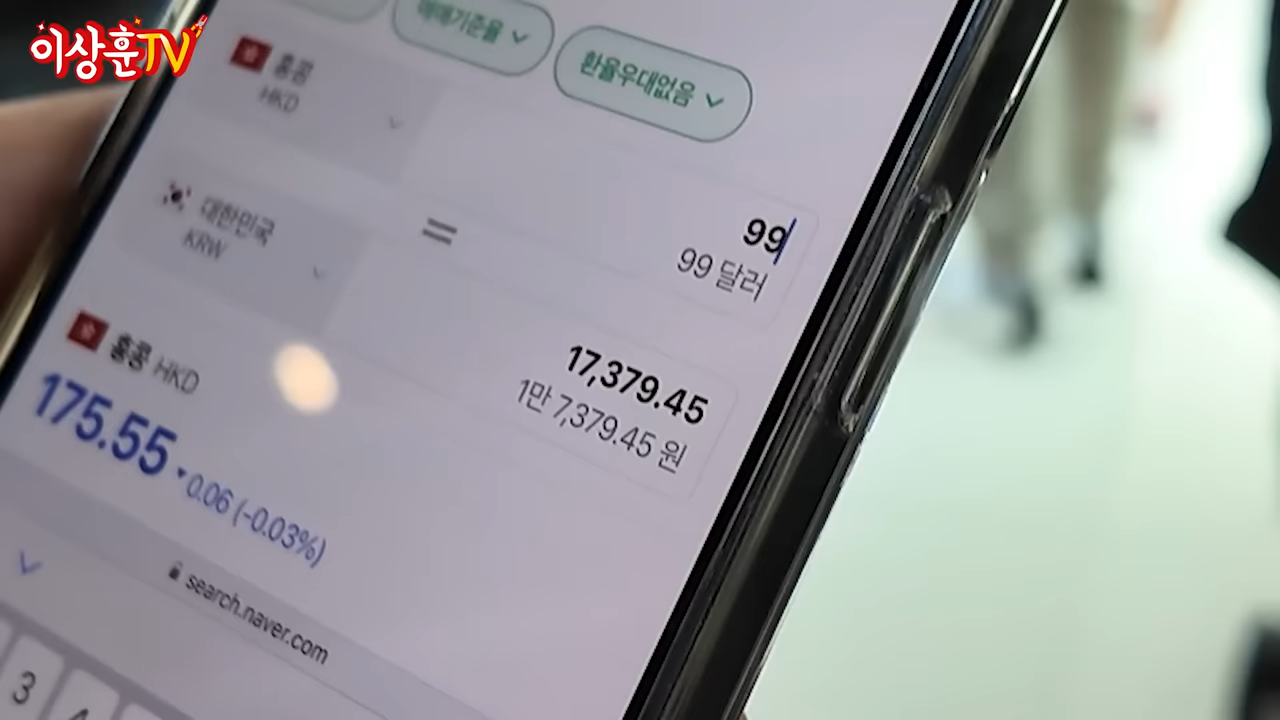 이상훈TV
매매기준율
환율우대없음
홍콩
HKD
99
99 달러
대한민국
KRW
=
17,379.45
1만 7,379.45 원
홍콩 HKD
175.55 ▼0.06 (-0.03%)
search.naver.com
3